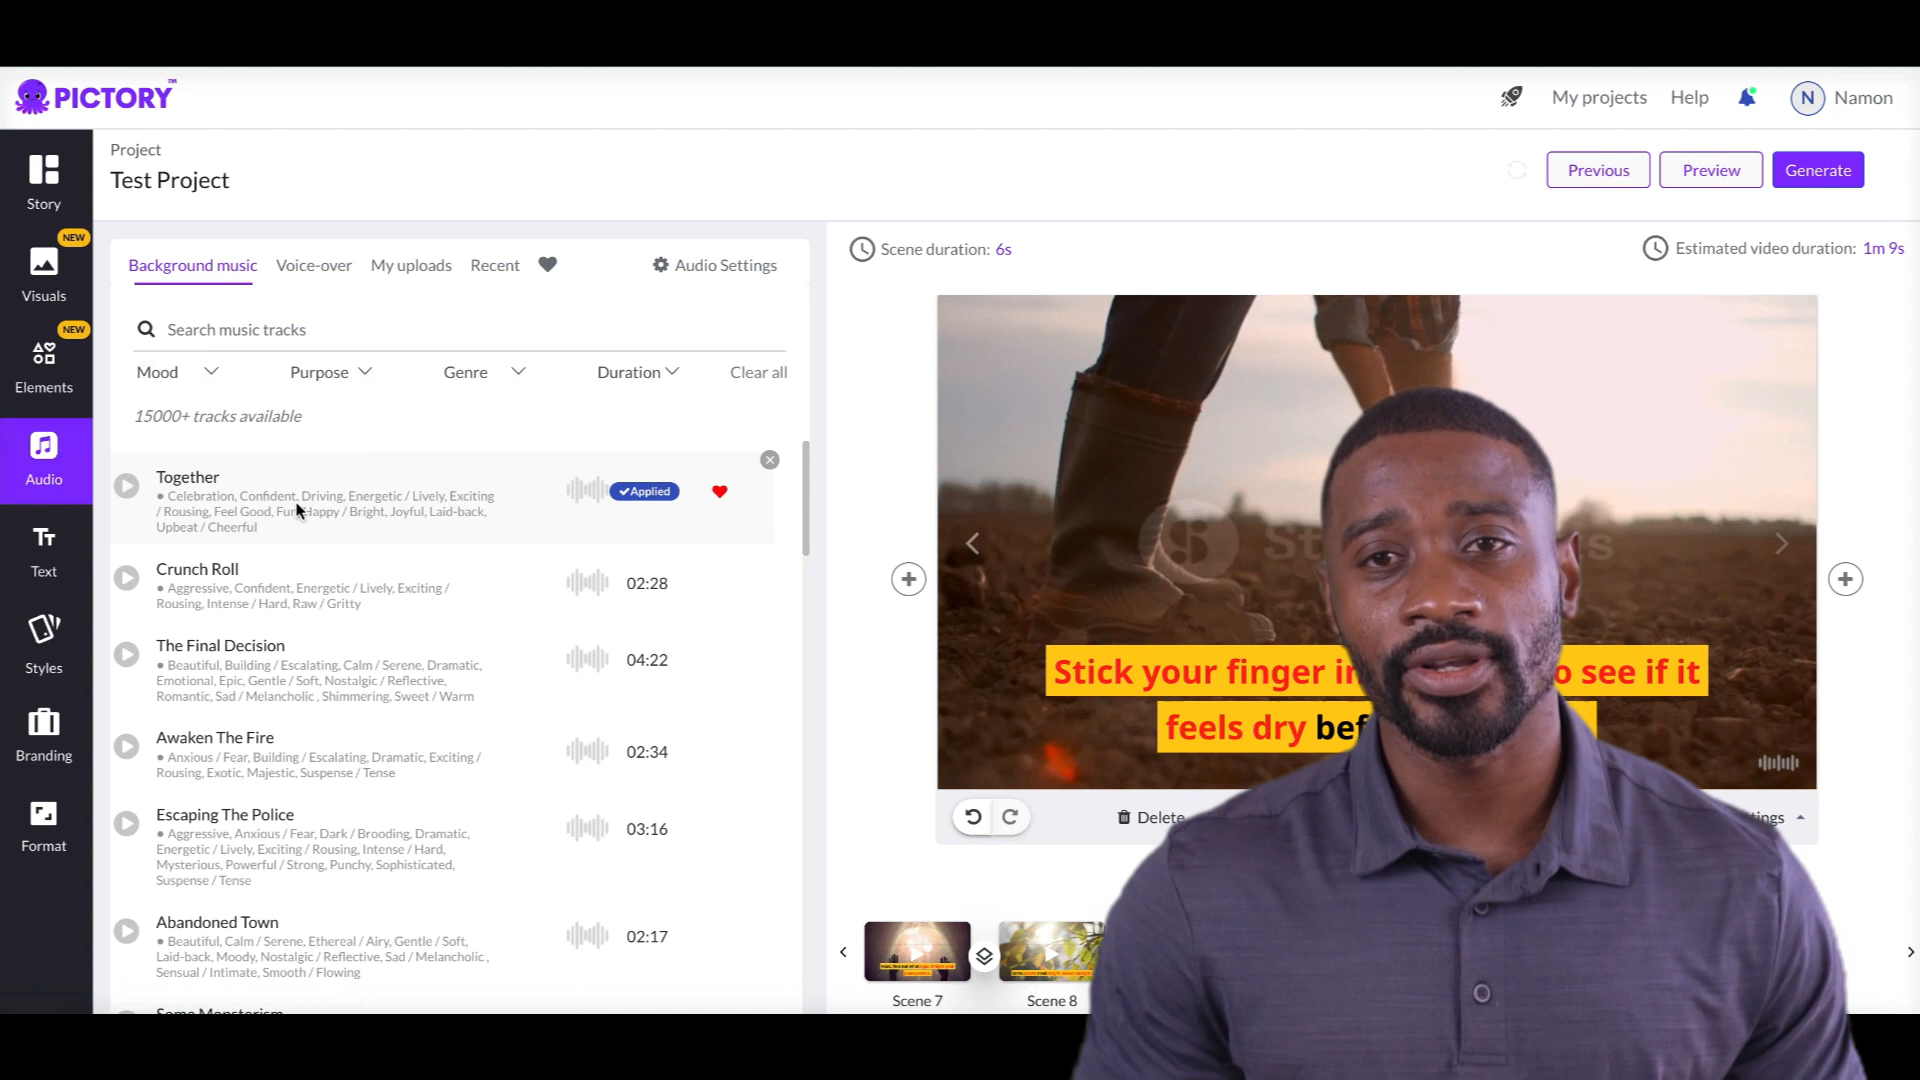 PICTORY™
My projects
Help
N
Namon
Project
Test Project
Previous
Preview
Generate
Story
NEW
Visuals
NEW
Elements
Audio
Text
Styles
Branding
Format
Background music
Voice-over
My uploads
Recent
Audio Settings
Search music tracks
Mood
Purpose
Genre
Duration
Clear all
15000+ tracks available
Together
• Celebration, Confident, Driving, Energetic / Lively, Exciting
/ Rousing, Feel Good, Fun, Happy / Bright, Joyful, Laid-back,
Upbeat / Cheerful
Applied
Crunch Roll
• Aggressive, Confident, Energetic / Lively, Exciting /
Rousing, Intense / Hard, Raw / Gritty
02:28
The Final Decision
• Beautiful, Building / Escalating, Calm / Serene, Dramatic,
Emotional, Epic, Gentle / Soft, Nostalgic / Reflective,
Romantic, Sad / Melancholic , Shimmering, Sweet / Warm
04:22
Awaken The Fire
• Anxious / Fear, Building / Escalating, Dramatic, Exciting /
Rousing, Exotic, Majestic, Suspense / Tense
02:34
Escaping The Police
• Aggressive, Anxious / Fear, Dark / Brooding, Dramatic,
Energetic / Lively, Exciting / Rousing, Intense / Hard,
Mysterious, Powerful / Strong, Punchy, Sophisticated,
Suspense / Tense
03:16
Abandoned Town
• Beautiful, Calm / Serene, Ethereal / Airy, Gentle / Soft,
Laid-back, Moody, Nostalgic / Reflective, Sad / Melancholic ,
Sensual / Intimate, Smooth / Flowing
02:17
Scene duration: 6s
Estimated video duration: 1m 9s
Stick your finger in o see if it
feels dry bef
Delete
Scene 7
Scene 8